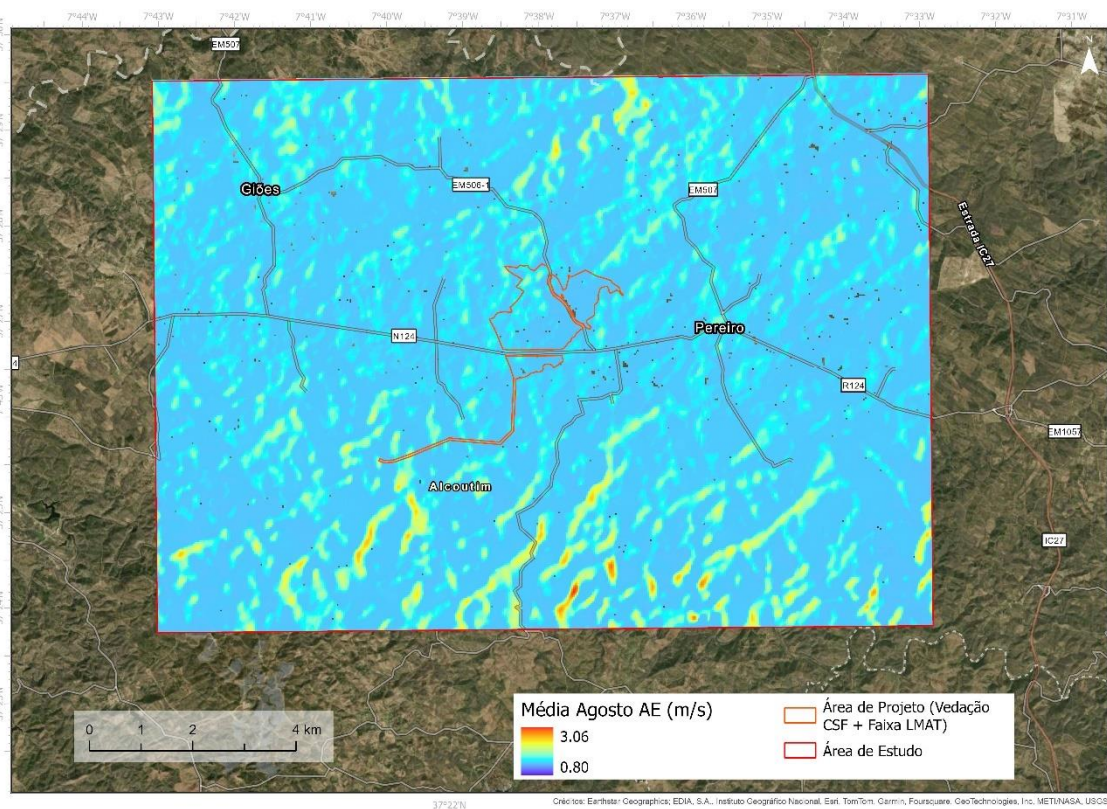 7°44'W 7°43'W 7°42'W 7°41'W 7°40'W 7°39'W 7°38'W 7°37'W 7°36'W 7°35'W 7°34'W 7°33'W 7°32'W 7°31'W
EM507
N
Giões
EM506-1
EM507
Estrada IC27
N124
Pereiro
4
R124
EM1057
Alcoutim
IC27
Média Agosto AE (m/s)
3.06
0.80
Área de Projeto (Vedação
CSF + Faixa LMAT)
Área de Estudo
0 1 2 4 km
37°22'N
Créditos: Earthstar Geographics; EDIA, S.A., Instituto Geográfico Nacional, Esri, TomTom, Garmin, Foursquare, GeoTechnologies, Inc, METI/NASA, USGS